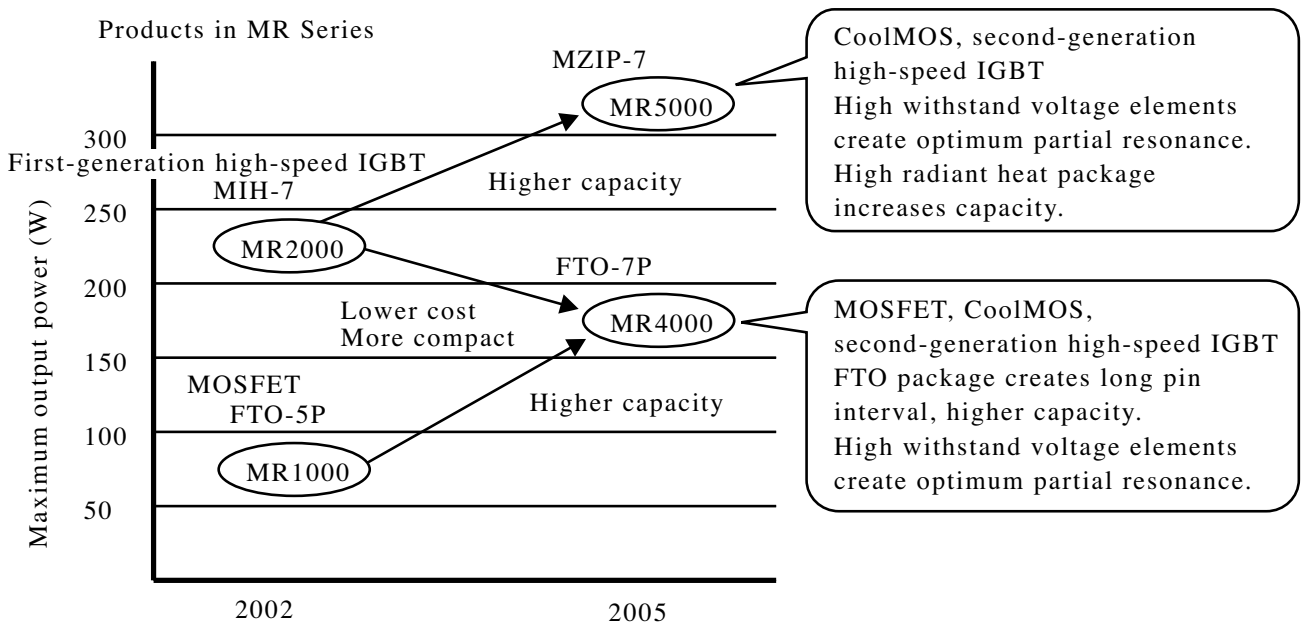 Products in MR Series
Maximum output power (W)
300
250
200
150
100
50
2002
2005
First-generation high-speed IGBT
MIH-7
MR2000
MOSFET
FTO-5P
MR1000
MZIP-7
MR5000
Higher capacity
FTO-7P
MR4000
Lower cost
More compact
Higher capacity
CoolMOS, second-generation
high-speed IGBT
High withstand voltage elements
create optimum partial resonance.
High radiant heat package
increases capacity.
MOSFET, CoolMOS,
second-generation high-speed IGBT
FTO package creates long pin
interval, higher capacity.
High withstand voltage elements
create optimum partial resonance.